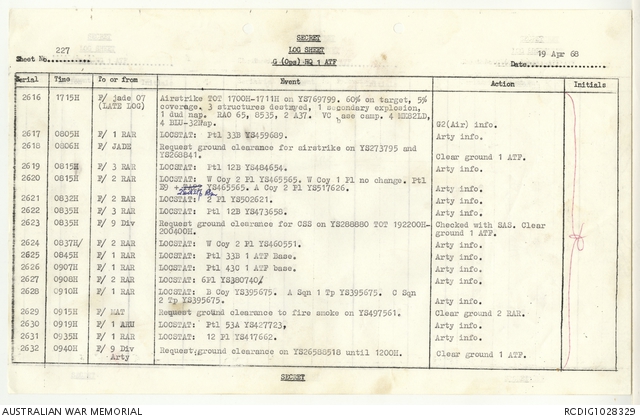 SECRET
LOG SHEET
G (Ops) HQ 1 ATF
Sheet No. 227
Date 19 Apr 68
Serial Time To or from Event Action Initials
2616 1715H F/ jade 07 Airstrike TOT 1700H-1711H on YS769799. 60% on target, 5%
(LATE LOG) coverage. 3 structures destroyed, 1 secondary explosion,
1 dud nap. RAO 65, 8535, 2 A37. VC base camp. 4 MK82LD,
4 BLU-32Nap. G2(Air) info.
2617 0805H F/ 1 RAR LOCSTAT: Ptl 33B YS459689. Arty info.
2618 0806H F/ JADE Request ground clearance for airstrike on YS273795 and
YS268841. Clear ground 1 ATF.
2619 0815H F/ 3 RAR LOCSTAT: Ptl 12B YS484654. Arty info.
2620 0815H F/ 2 RAR LOCSTAT: W Coy 2 Pl YS465565. W Coy 1 Pl no change. Ptl
E9 + YS465565. A Coy 2 Pl YS517626. Arty info.
2621 0832H F/ 2 RAR LOCSTAT: 2 Pl YS502621. Arty info.
2622 0835H F/ 3 RAR LOCSTAT: Ptl 12B YS473658. Arty info.
2623 0835H F/ 9 Div Request ground clearance for CSS on YS288880 TOT 192200H- Checked with SAS. Clear
200400H. ground 1 ATF.
2624 0837H/ F/ 2 RAR LOCSTAT: W Coy 2 Pl YS460551. Arty info.
2625 0845H F/ 1 RAR LOCSTAT: Ptl 33B 1 ATF Base. Arty info.
2626 0907H F/ 1 RAR LOCSTAT: Ptl 43C 1 ATF base. Arty info.
2627 0908H F/ 2 RAR LOCSTAT: 6Pl YS380740/ Arty info.
2628 0910H F/ 1 RAR LOCSTAT: B Coy YS395675. A Sqn 1 Tp YS395675. C Sqn
2 Tp YS395675. Arty info.
2629 0915H F/ MAT Request ground clearance to fire smoke on YS497561. Clear ground 2 RAR.
2630 0919H F/ 1 ARU LOCSTAT: Ptl 53A YS427723, Arty info.
2631 0935H F/ 1 RAR LOCSTAT: 12 Pl YS417662. Arty info.
2632 0940H F/ 9 Div Request ground clearance on YS26588518 until 1200H.
Arty Clear ground 1 ATF.
SECRET
AUSTRALIAN WAR MEMORIAL
RCDIG1028329